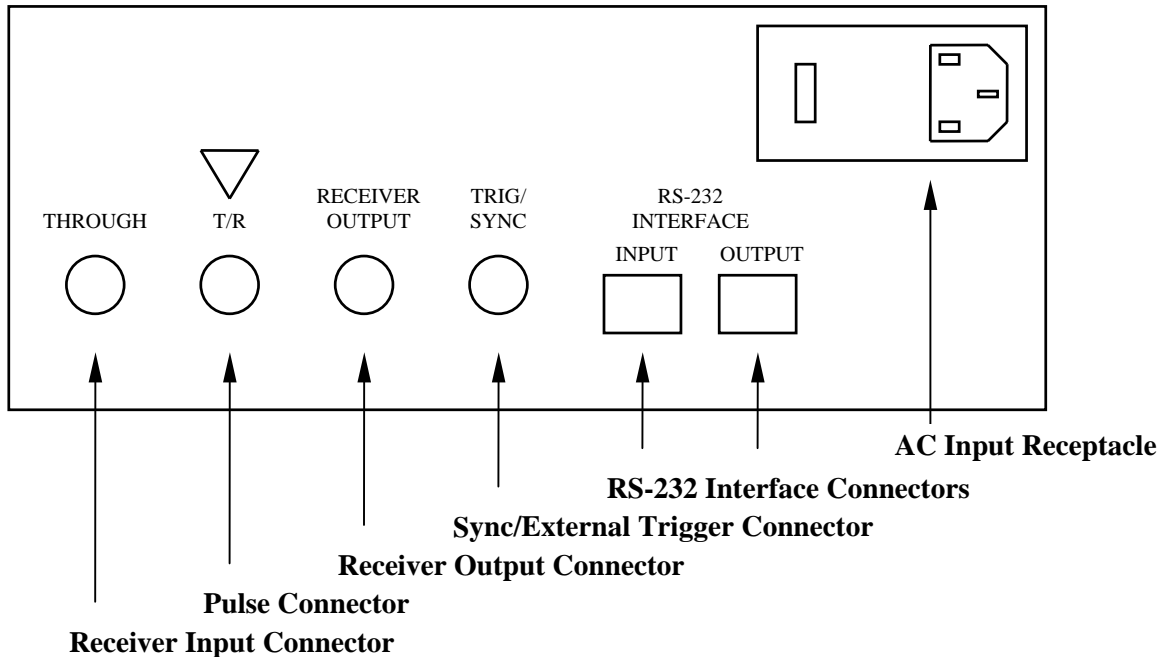 THROUGH
T/R
RECEIVER
OUTPUT
TRIG/
SYNC
RS-232
INTERFACE
INPUT
OUTPUT
AC Input Receptacle
RS-232 Interface Connectors
Sync/External Trigger Connector
Receiver Output Connector
Pulse Connector
Receiver Input Connector